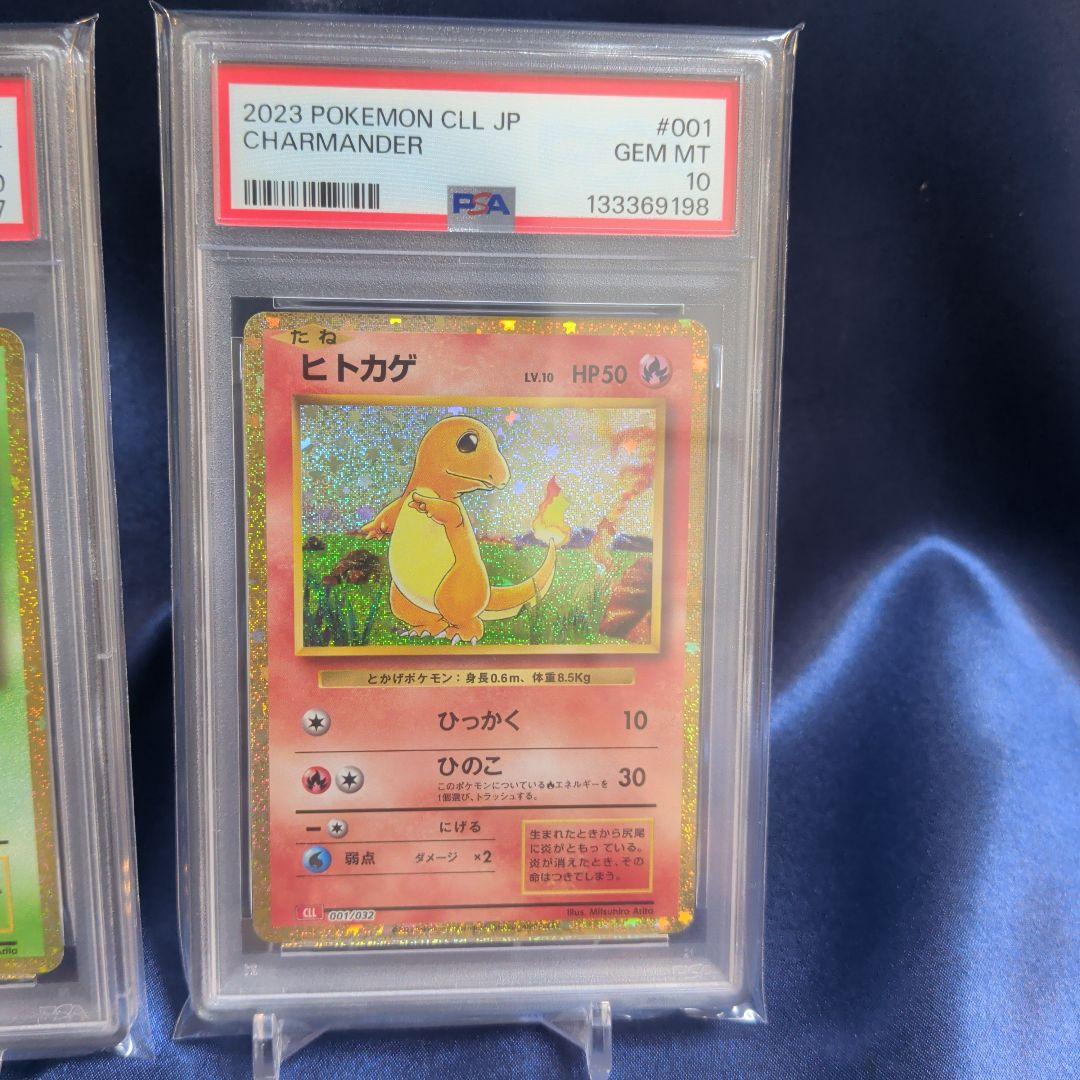 2023 POKEMON CLL JP #001
CHARMANDER GEM MT
10
PSA 133369198
0
7
たね
ヒトカゲ LV.10 HP50
とかげポケモン：身長0.6m、体重8.5Kg
ひっかく 10
ひのこ 30
このポケモンについている エネルギーを
1個選び、トラッシュする。
にげる
弱点 ダメージ ×2
生まれたときから尻尾
に炎がともっている。
炎が消えたとき、その
命はつきてしまう。
CLL 001/032
Illus. Mitsuhiro Arita
Arita
PSA